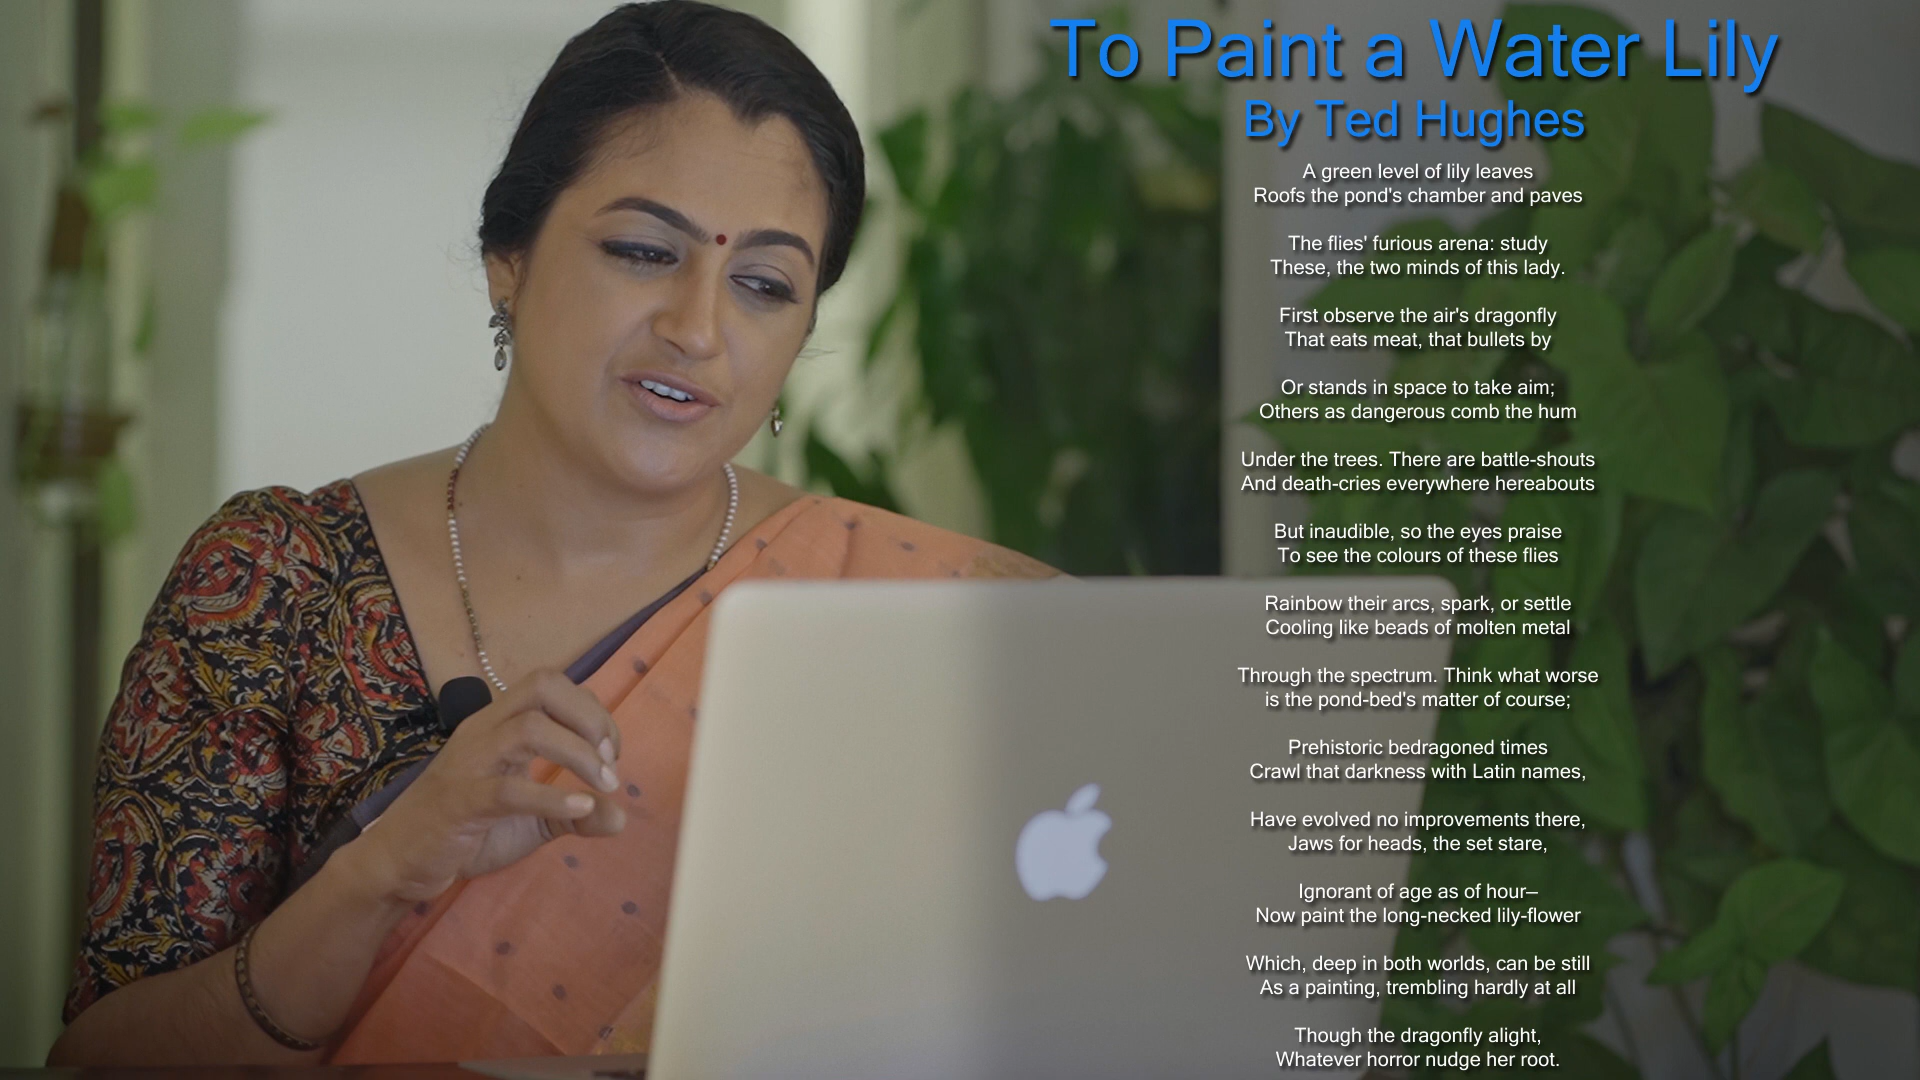 To Paint a Water Lily
By Ted Hughes
A green level of lily leaves
Roofs the pond's chamber and paves
The flies' furious arena: study
These, the two minds of this lady.
First observe the air's dragonfly
That eats meat, that bullets by
Or stands in space to take aim;
Others as dangerous comb the hum
Under the trees. There are battle-shouts
And death-cries everywhere hereabouts
But inaudible, so the eyes praise
To see the colours of these flies
Rainbow their arcs, spark, or settle
Cooling like beads of molten metal
Through the spectrum. Think what worse
is the pond-bed's matter of course;
Prehistoric bedragoned times
Crawl that darkness with Latin names,
Have evolved no improvements there,
Jaws for heads, the set stare,
Ignorant of age as of hour—
Now paint the long-necked lily-flower
Which, deep in both worlds, can be still
As a painting, trembling hardly at all
Though the dragonfly alight,
Whatever horror nudge her root.